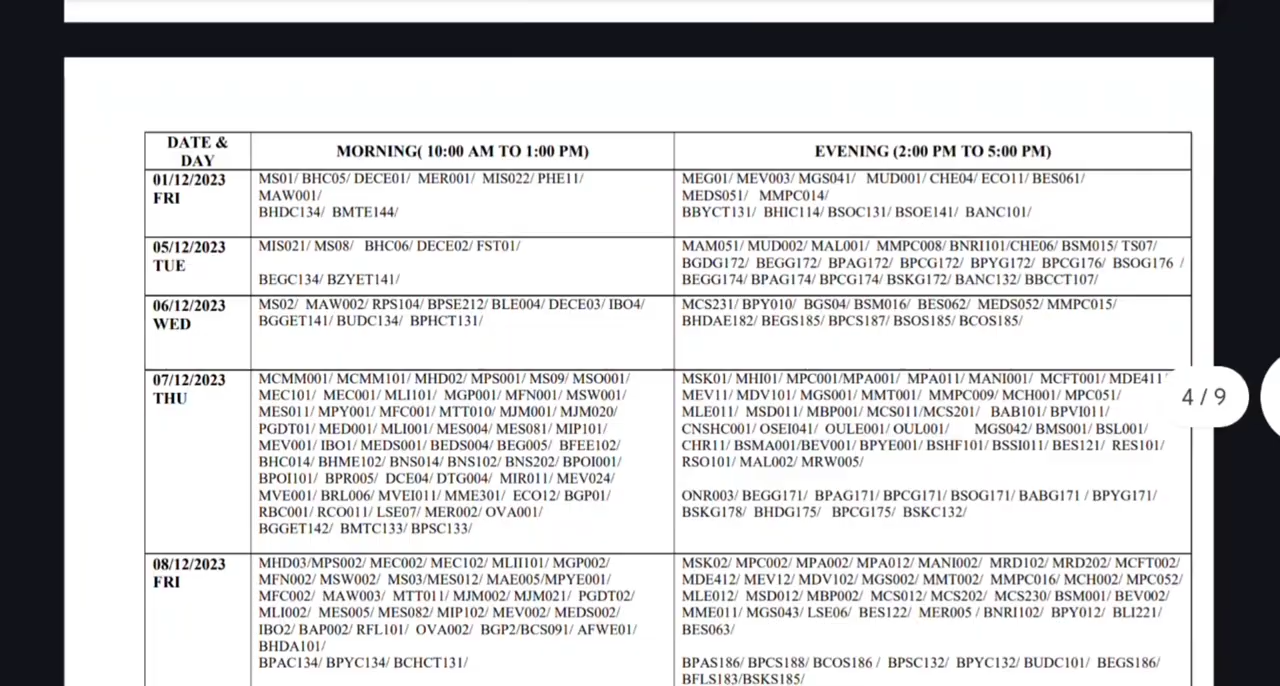 DATE & DAY
MORNING( 10:00 AM TO 1:00 PM)
EVENING (2:00 PM TO 5:00 PM)
01/12/2023
FRI
MS01/ BHC05/ DECE01/ MER001/ MIS022/ PHE11/
MAW001/
BHDC134/ BMTE144/
MEG01/ MEV003/ MGS041/ MUD001/ CHE04/ ECO11/ BES061/
MEDS051/ MMPC014/
BBYCT131/ BHIC114/ BSOC131/ BSOE141/ BANC101/
05/12/2023
TUE
MIS021/ MS08/ BHC06/ DECE02/ FST01/
BEGC134/ BZYET141/
MAM051/ MUD002/ MAL001/ MMPC008/ BNRI101/CHE06/ BSM015/ TS07/
BGDG172/ BEGG172/ BPAG172/ BPCG172/ BPYG172/ BPCG176/ BSOG176 /
BEGG174/ BPAG174/ BPCG174/ BSKG172/ BANC132/ BBCCT107/
06/12/2023
WED
MS02/ MAW002/ RPS104/ BPSE212/ BLE004/ DECE03/ IBO4/
BGGET141/ BUDC134/ BPHCT131/
MCS231/ BPY010/ BGS04/ BSM016/ BES062/ MEDS052/ MMPC015/
BHDAE182/ BEGS185/ BPCS187/ BSOS185/ BCOS185/
07/12/2023
THU
MCMM001/ MCMM101/ MHD02/ MPS001/ MS09/ MSO001/
MEC101/ MEC001/ MLI101/ MGP001/ MFN001/ MSW001/
MES011/ MPY001/ MFC001/ MTT010/ MJM001/ MJM020/
PGDT01/ MED001/ MLI001/ MES004/ MES081/ MIP101/
MEV001/ IBO1/ MEDS001/ BEDS004/ BEG005/ BFEE102/
BHC014/ BHME102/ BNS014/ BNS102/ BNS202/ BPOI001/
BPOI101/ BPR005/ DCE04/ DTG004/ MIR011/ MEV024/
MVE001/ BRL006/ MVEI011/ MME301/ ECO12/ BGP01/
RBC001/ RCO011/ LSE07/ MER002/ OVA001/
BGGET142/ BMTC133/ BPSC133/
MSK01/ MHI01/ MPC001/MPA001/ MPA011/ MANI001/ MCFT001/ MDE411
MEV11/ MDV101/ MGS001/ MMT001/ MMPC009/ MCH001/ MPC051/
MLE011/ MSD011/ MBP001/ MCS011/MCS201/ BAB101/ BPVI011/
CNSHC001/ OSEI041/ OULE001/ OUL001/ MGS042/ BMS001/ BSL001/
CHR11/ BSMA001/BEV001/ BPYE001/ BSHF101/ BSSI011/ BES121/ RES101/
RSO101/ MAL002/ MRW005/
ONR003/ BEGG171/ BPAG171/ BPCG171/ BSOG171/ BABG171 / BPYG171/
BSKG178/ BHDG175/ BPCG175/ BSKC132/
4 / 9
08/12/2023
FRI
MHD03/MPS002/ MEC002/ MEC102/ MLII101/ MGP002/
MFN002/ MSW002/ MS03/MES012/ MAE005/MPYE001/
MFC002/ MAW003/ MTT011/ MJM002/ MJM021/ PGDT02/
MLI002/ MES005/ MES082/ MIP102/ MEV002/ MEDS002/
IBO2/ BAP002/ RFL101/ OVA002/ BGP2/BCS091/ AFWE01/
BHDA101/
BPAC134/ BPYC134/ BCHCT131/
MSK02/ MPC002/ MPA002/ MPA012/ MANI002/ MRD102/ MRD202/ MCFT002/
MDE412/ MEV12/ MDV102/ MGS002/ MMT002/ MMPC016/ MCH002/ MPC052/
MLE012/ MSD012/ MBP002/ MCS012/ MCS202/ MCS230/ BSM001/ BEV002/
MME011/ MGS043/ LSE06/ BES122/ MER005 / BNRI102/ BPY012/ BLI221/
BES063/
BPAS186/ BPCS188/ BCOS186 / BPSC132/ BPYC132/ BUDC101/ BEGS186/
BFLS183/BSKS185/